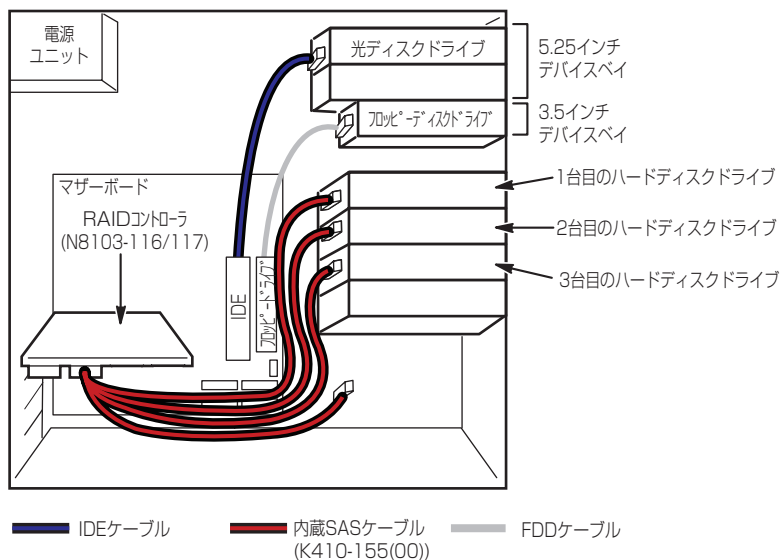 電源
ユニット
光ディスクドライブ
5.25インチ
デバイスベイ
フロッピーディスクドライブ
3.5インチ
デバイスベイ
マザーボード
RAIDコントローラ
(N8103-116/117)
1台目のハードディスクドライブ
2台目のハードディスクドライブ
3台目のハードディスクドライブ
IDE
フロッピードライブ
IDEケーブル
内蔵SASケーブル
(K410-155(00))
FDDケーブル